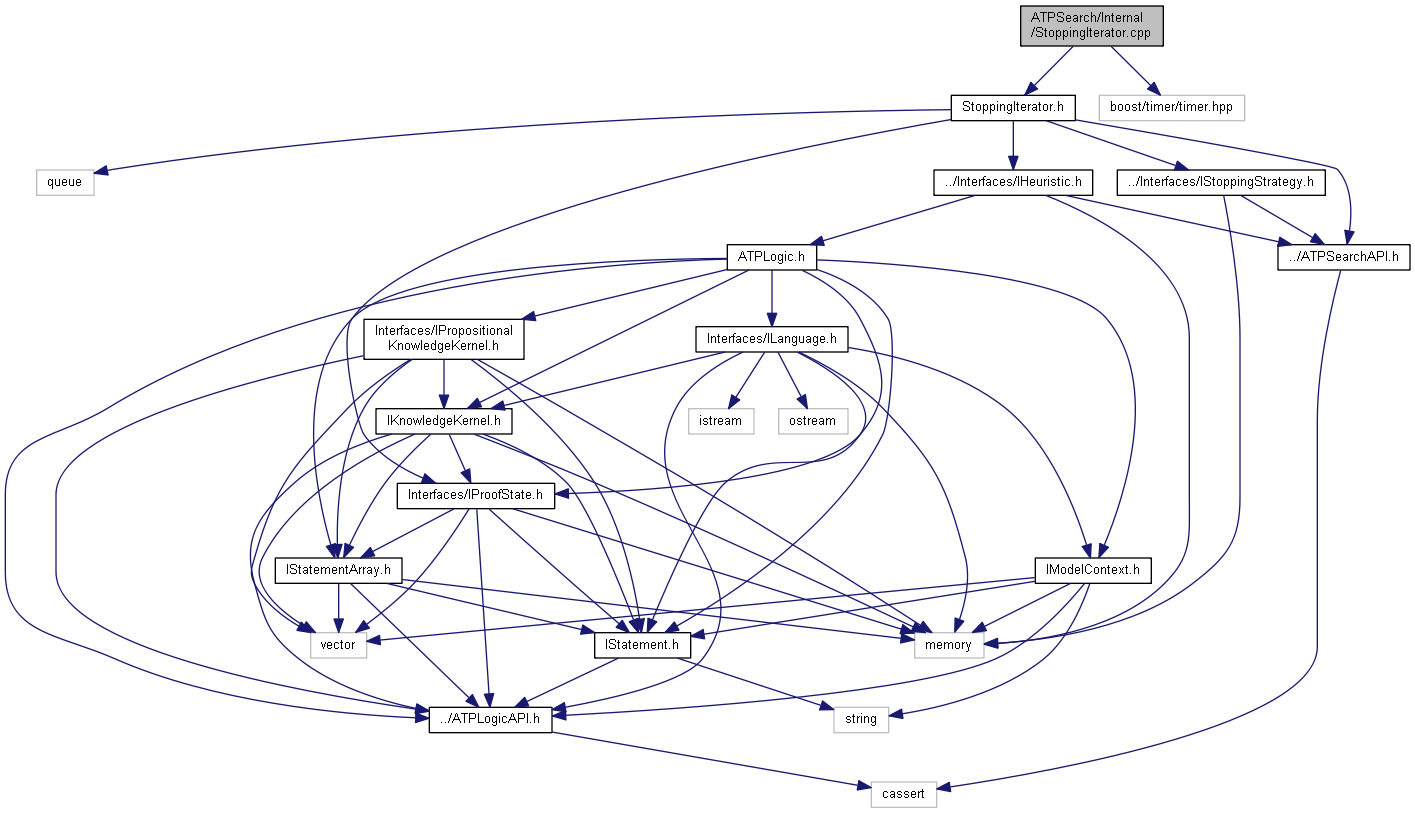 ATPSearch/Internal
/StoppingIterator.cpp
StoppingIterator.h
boost/timer/timer.hpp
queue
../Interfaces/IHeuristic.h
../Interfaces/IStoppingStrategy.h
ATPLogic.h
../ATPSearchAPI.h
Interfaces/IPropositional
KnowledgeKernel.h
Interfaces/ILanguage.h
IKnowledgeKernel.h
istream
ostream
Interfaces/IProofState.h
IStatementArray.h
IModelContext.h
vector
IStatement.h
memory
../ATPLogicAPI.h
string
cassert